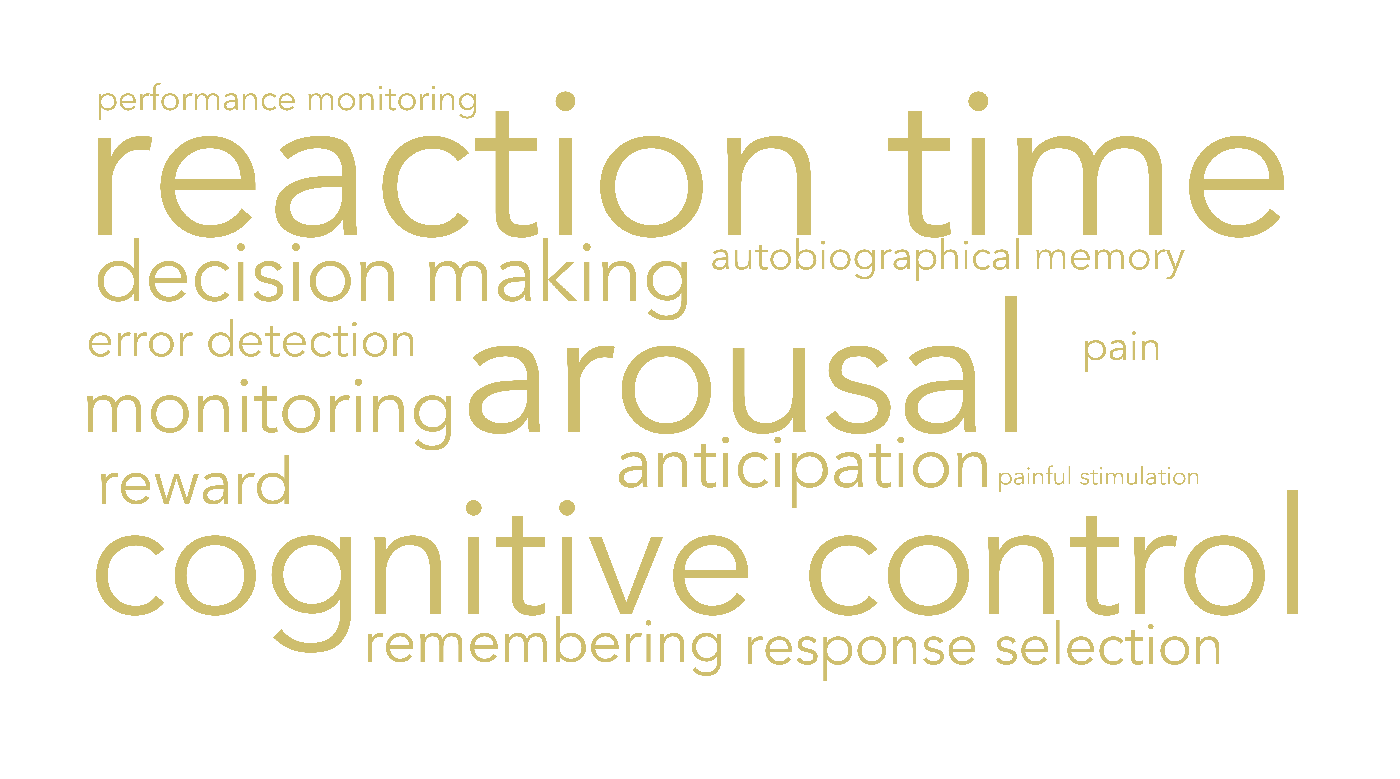 performance monitoring
reaction time
decision making
autobiographical memory
error detection
arousal
pain
monitoring
anticipation
painful stimulation
reward
cognitive control
remembering
response selection